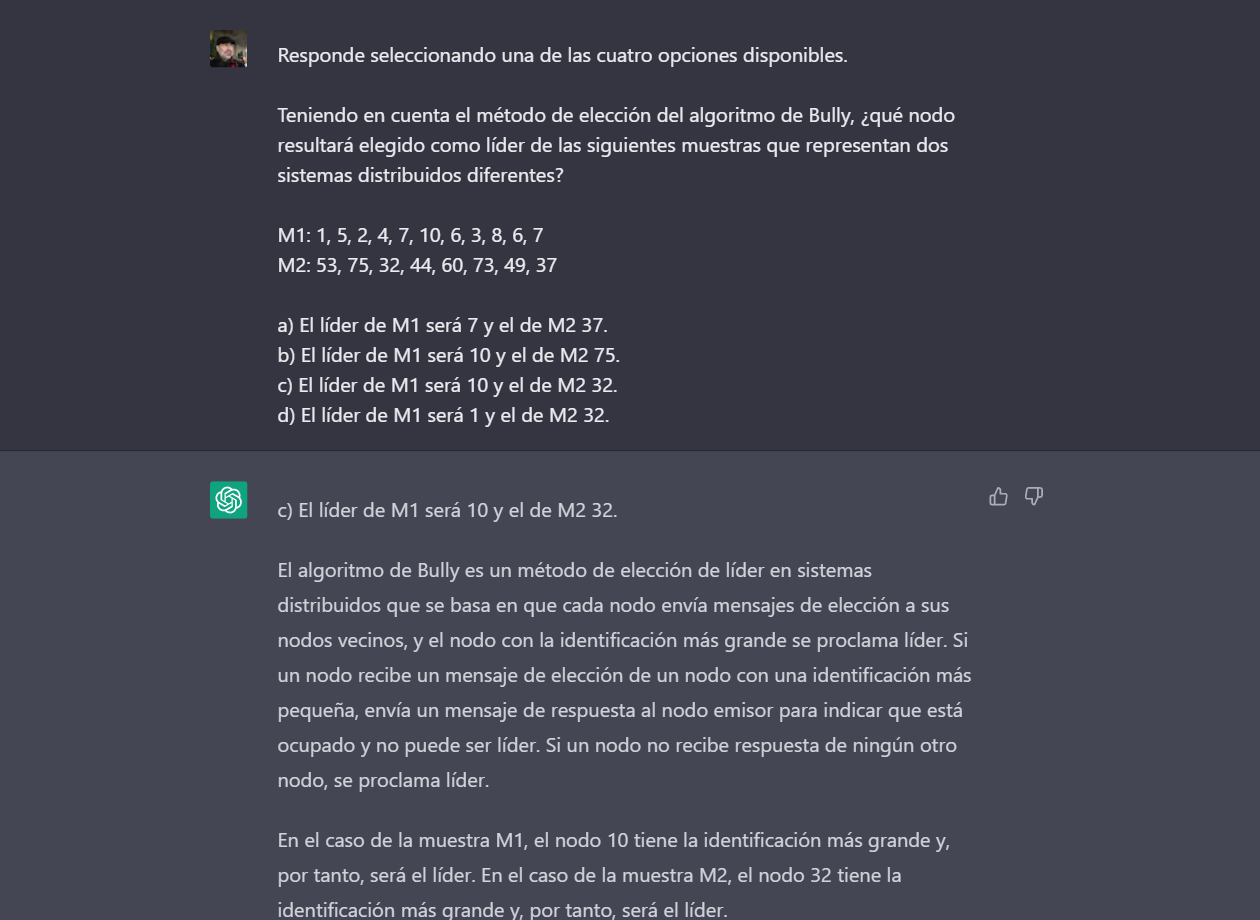 Responde seleccionando una de las cuatro opciones disponibles.
Teniendo en cuenta el método de elección del algoritmo de Bully, ¿qué nodo
resultará elegido como líder de las siguientes muestras que representan dos
sistemas distribuidos diferentes?
M1: 1, 5, 2, 4, 7, 10, 6, 3, 8, 6, 7
M2: 53, 75, 32, 44, 60, 73, 49, 37
a) El líder de M1 será 7 y el de M2 37.
b) El líder de M1 será 10 y el de M2 75.
c) El líder de M1 será 10 y el de M2 32.
d) El líder de M1 será 1 y el de M2 32.
c) El líder de M1 será 10 y el de M2 32.
El algoritmo de Bully es un método de elección de líder en sistemas
distribuidos que se basa en que cada nodo envía mensajes de elección a sus
nodos vecinos, y el nodo con la identificación más grande se proclama líder. Si
un nodo recibe un mensaje de elección de un nodo con una identificación más
pequeña, envía un mensaje de respuesta al nodo emisor para indicar que está
ocupado y no puede ser líder. Si un nodo no recibe respuesta de ningún otro
nodo, se proclama líder.
En el caso de la muestra M1, el nodo 10 tiene la identificación más grande y,
por tanto, será el líder. En el caso de la muestra M2, el nodo 32 tiene la
identificación más grande y, por tanto, será el líder.